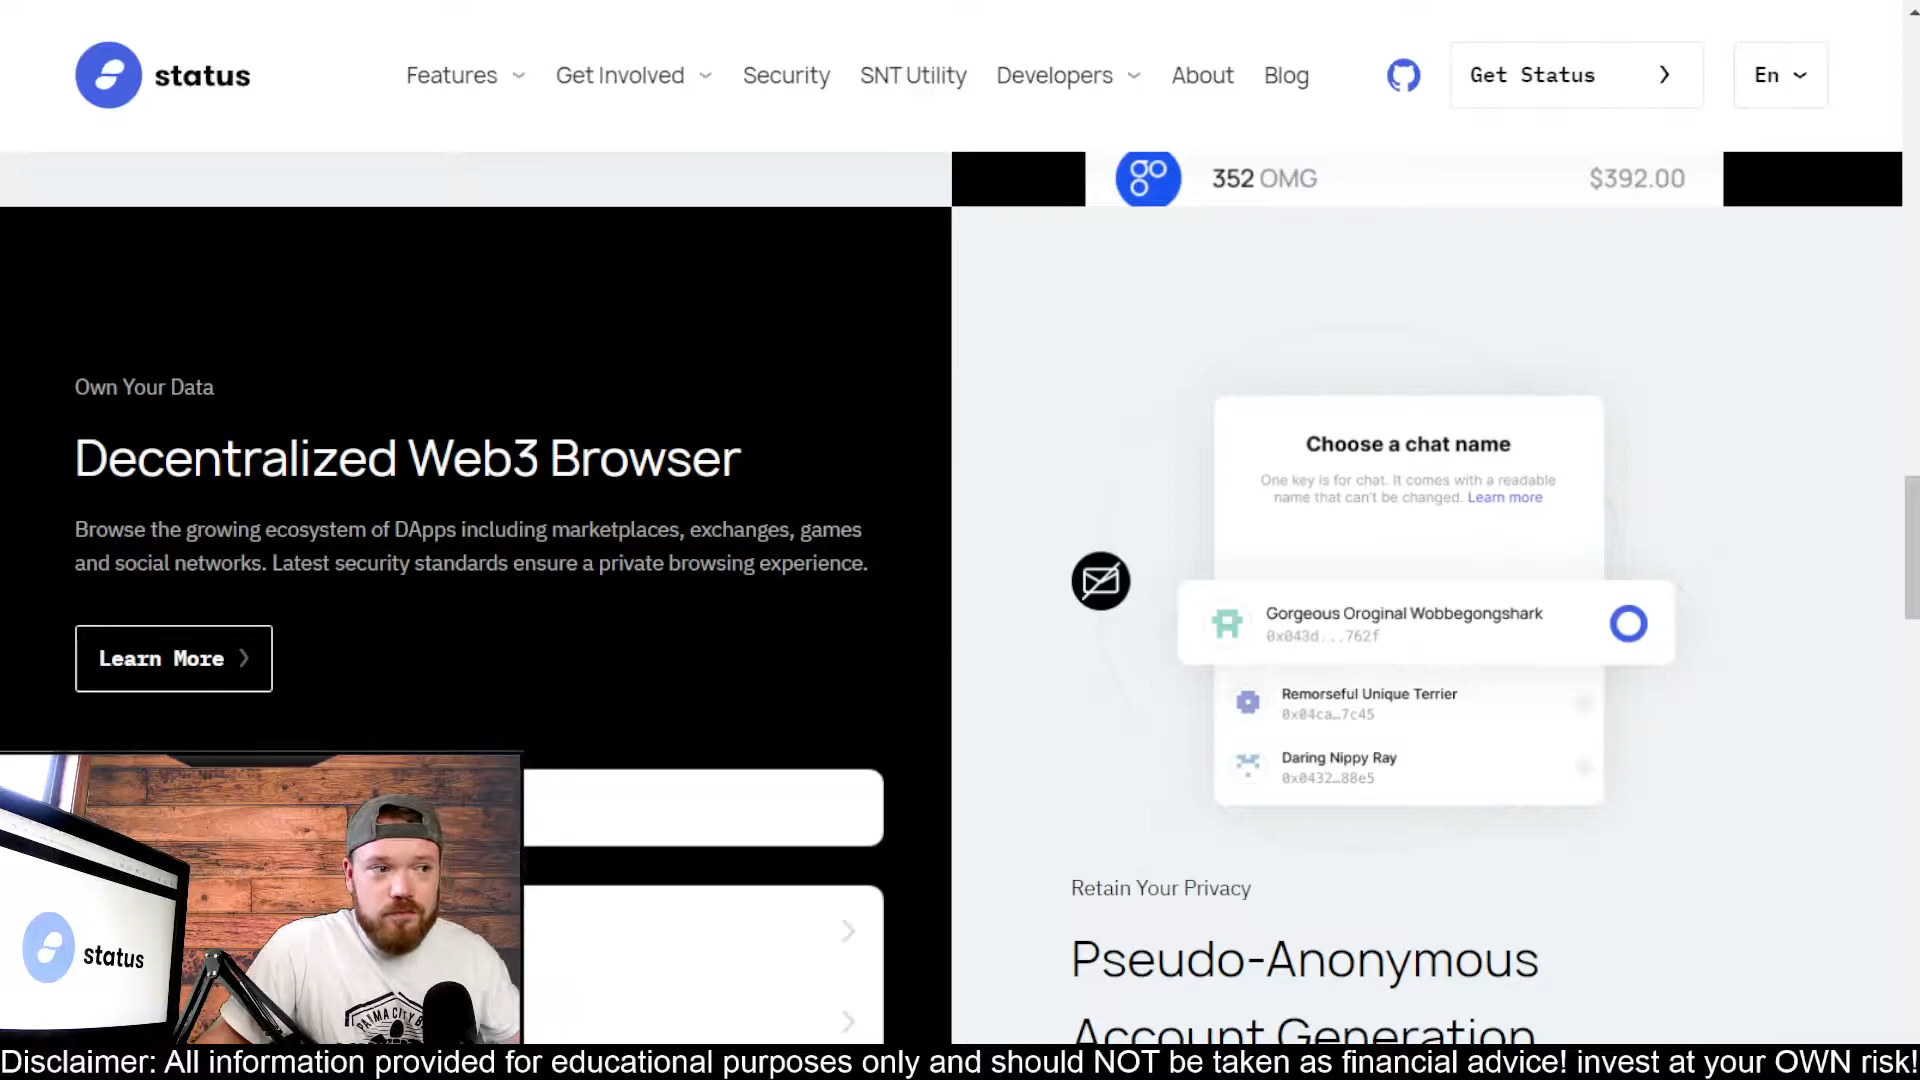 status
Features
Get Involved
Security
SNT Utility
Developers
About
Blog
Get Status
En
352 OMG
$392.00
Own Your Data
Decentralized Web3 Browser
Browse the growing ecosystem of DApps including marketplaces, exchanges, games
and social networks. Latest security standards ensure a private browsing experience.
Learn More
Choose a chat name
One key is for chat. It comes with a readable
name that can't be changed. Learn more
Gorgeous Oroginal Wobbegongshark
0x043d...762f
Remorseful Unique Terrier
0x04ca…7c45
Daring Nippy Ray
0x0432…88e5
Retain Your Privacy
Pseudo-Anonymous
Account Generation
status
Disclaimer: All information provided for educational purposes only and should NOT be taken as financial advice! invest at your OWN risk!